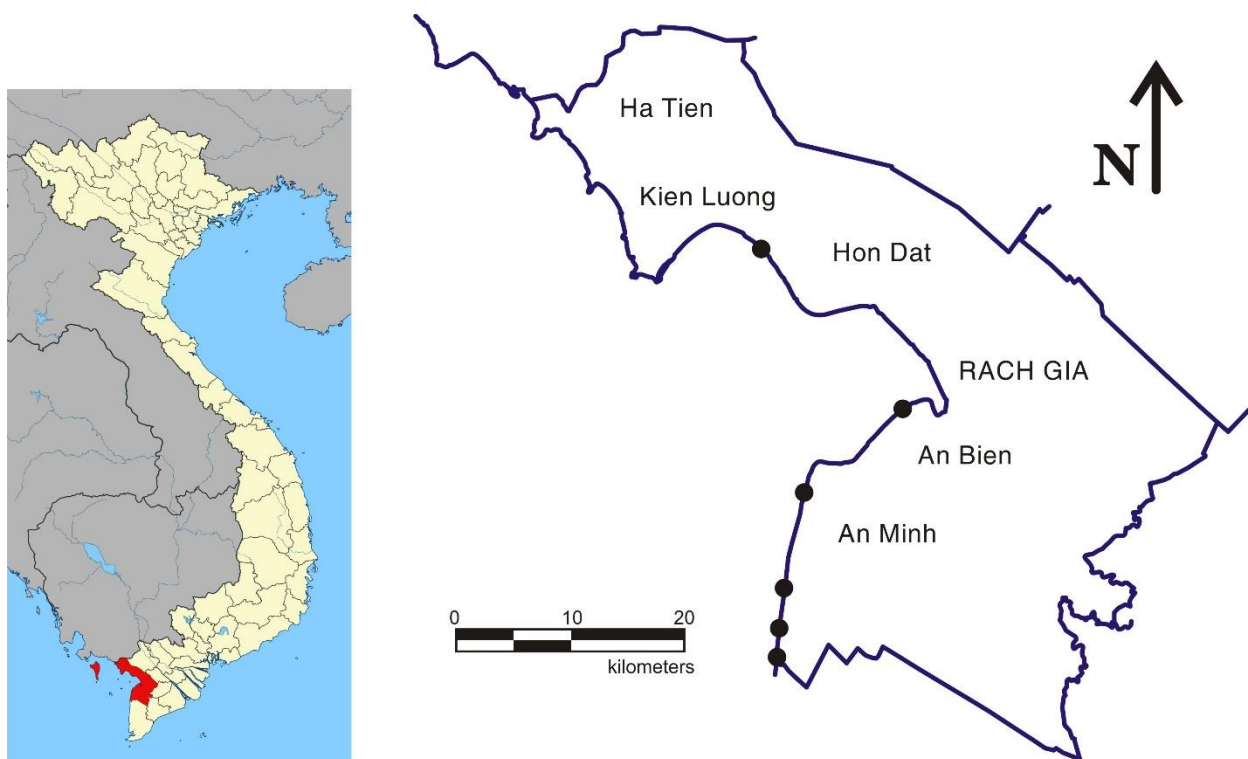 Ha Tien
N
Kien Luong
Hon Dat
RACH GIA
An Bien
An Minh
0 10 20
kilometers